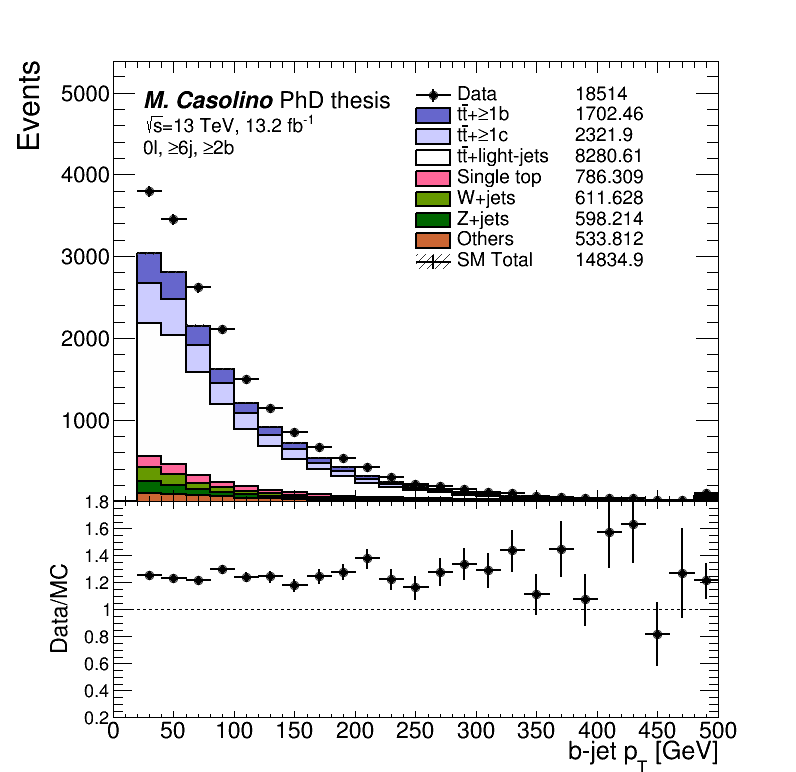 Events
M. Casolino PhD thesis
√s=13 TeV, 13.2 fb⁻¹
0l, ≥6j, ≥2b
Data 18514
tt̄+≥1b 1702.46
tt̄+≥1c 2321.9
tt̄+light-jets 8280.61
Single top 786.309
W+jets 611.628
Z+jets 598.214
Others 533.812
SM Total 14834.9
5000
4000
3000
2000
1000
Data/MC
1.8
1.6
1.4
1.2
1
0.8
0.6
0.4
0.2
0 50 100 150 200 250 300 350 400 450 500
b-jet p_T [GeV]